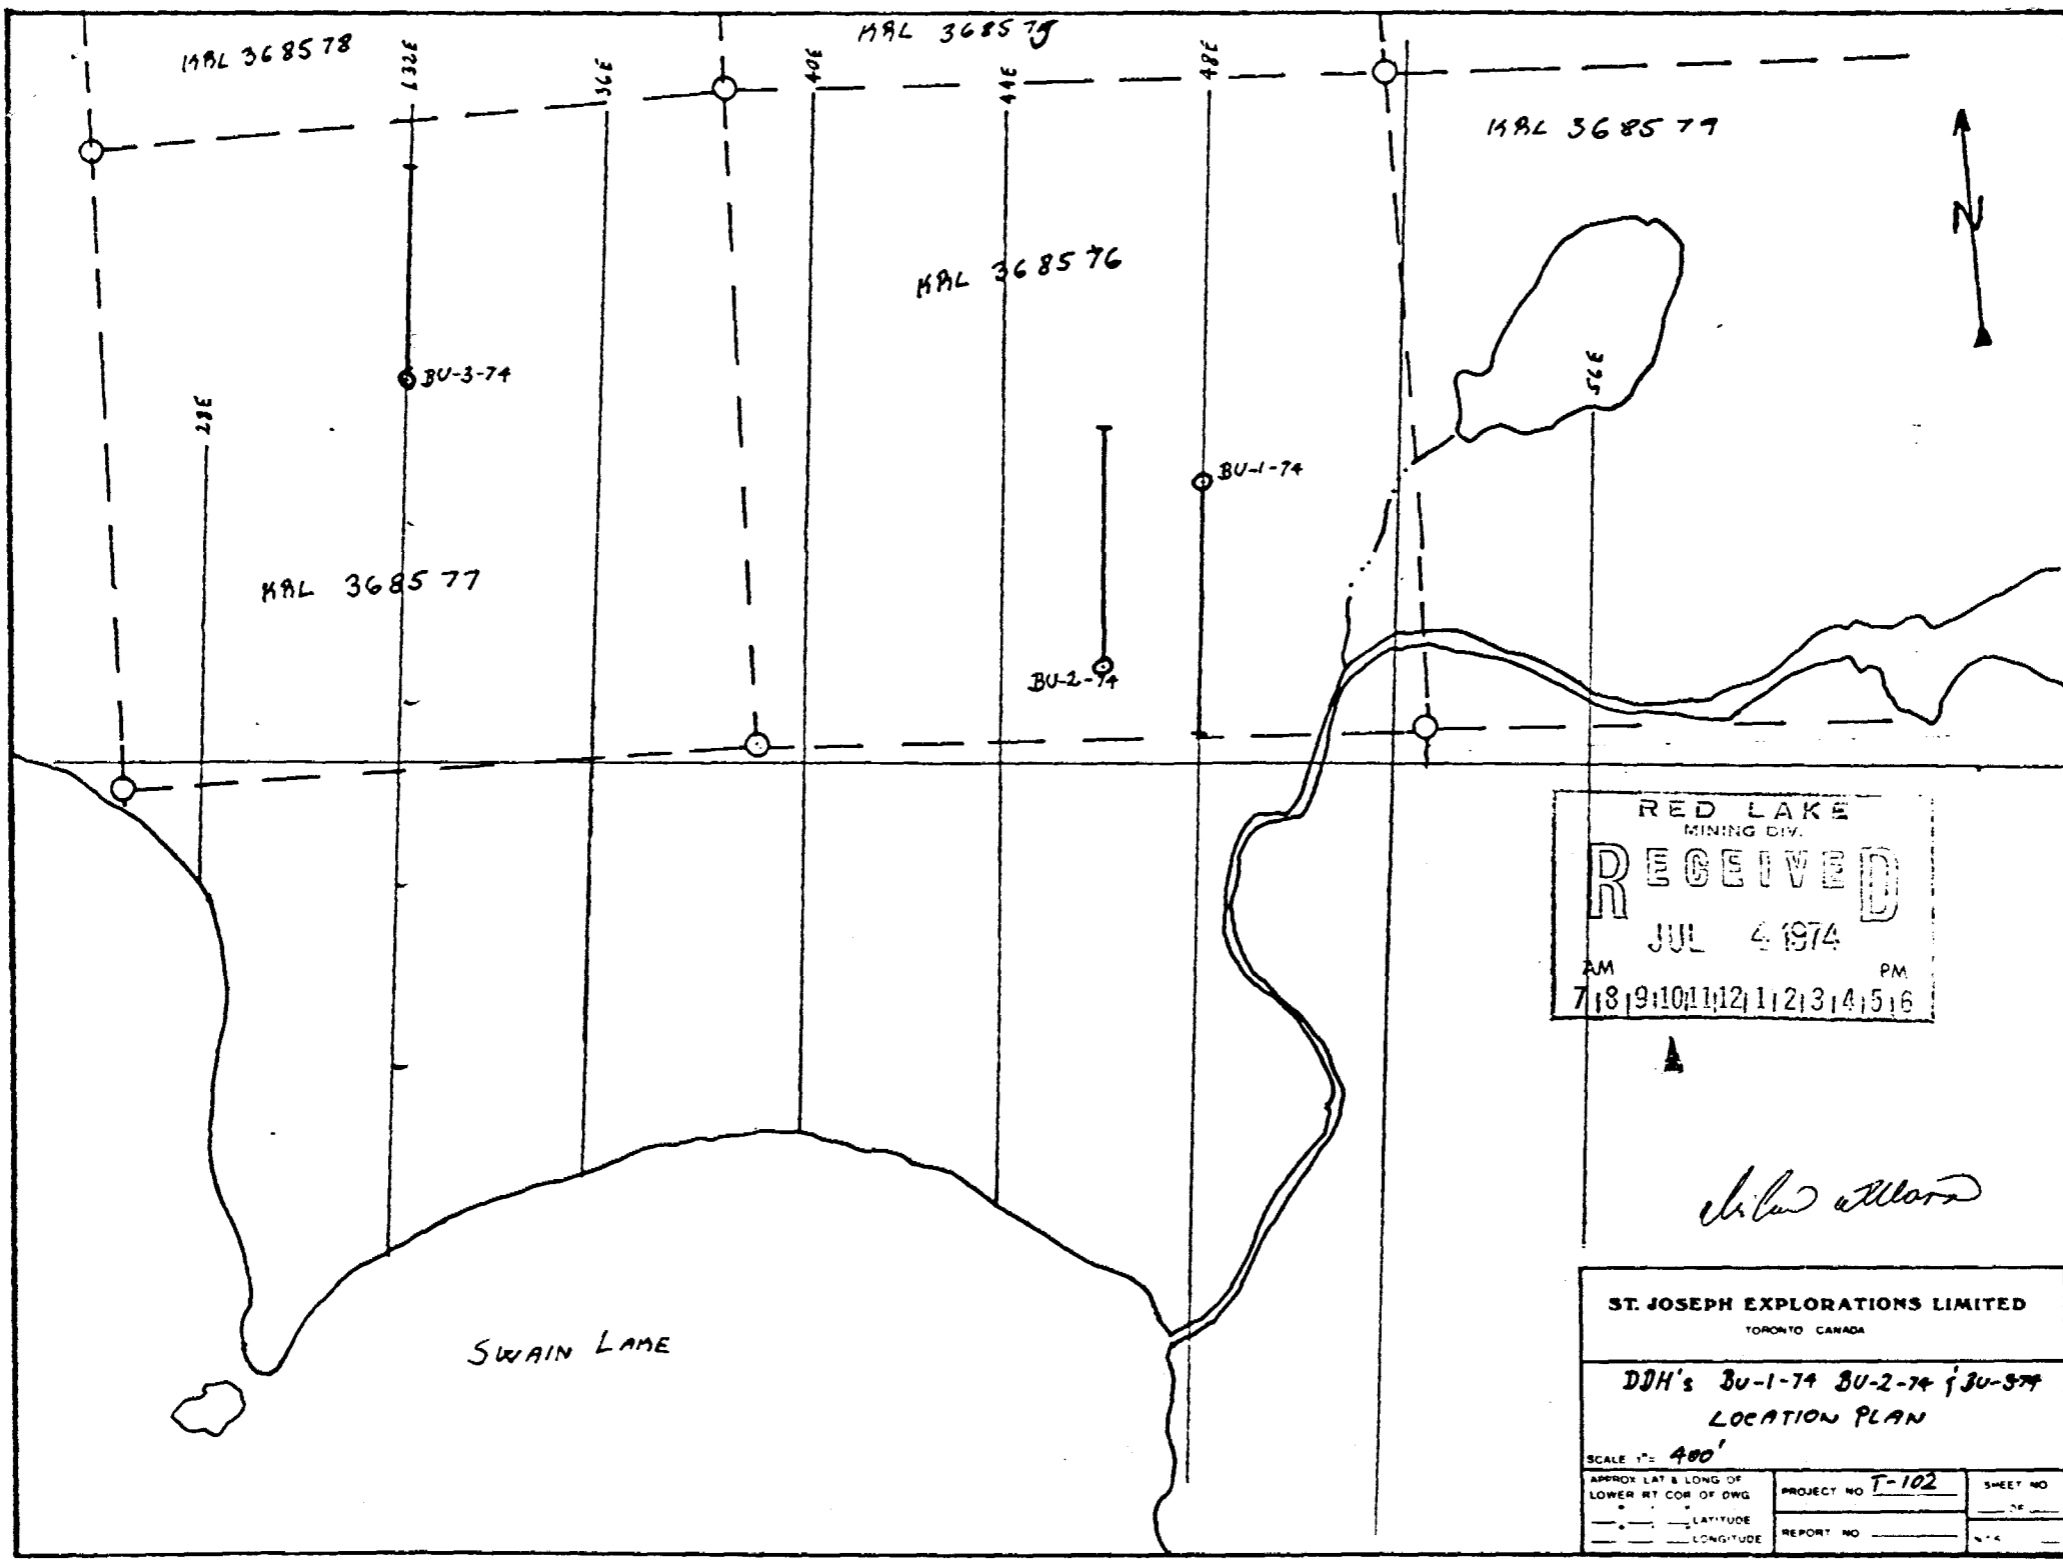 KRL 368578
KRL 368575
L32E
36E
40E
44E
48E
KRL 368579
N
KRL 368576
BU-3-74
28E
56E
BU-1-74
KRL 368577
BU-2-74
RED LAKE
MINING DIV.
RECEIVED
JUL 4 1974
AM PM
7 8 9 10 11 12 1 2 3 4 5 6
SWAIN LAKE
ST. JOSEPH EXPLORATIONS LIMITED
TORONTO CANADA
DDH's BU-1-74 BU-2-74 & BU-3-74
LOCATION PLAN
SCALE 1"= 400'
APPROX LAT & LONG OF
LOWER RT COR OF DWG
LATITUDE
LONGITUDE
PROJECT NO T-102
REPORT NO
SHEET NO
OF